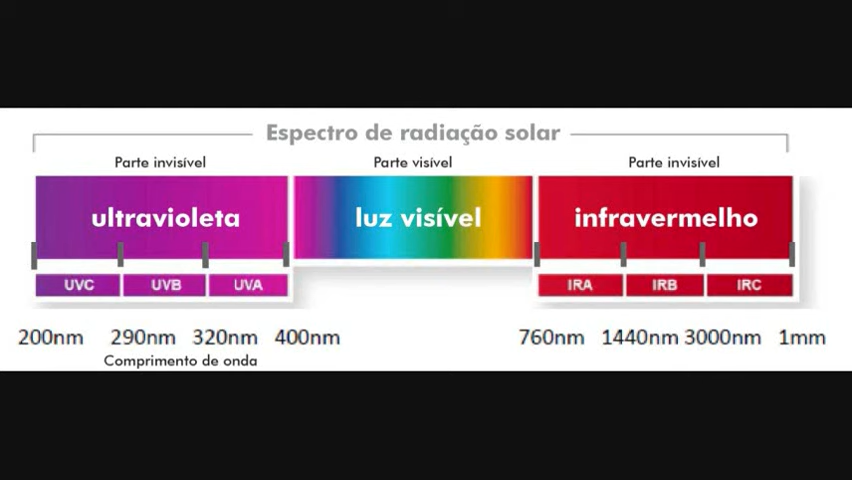 Espectro de radiação solar
Parte invisível Parte visível Parte invisível
ultravioleta luz visível infravermelho
UVC UVB UVA IRA IRB IRC
200nm 290nm 320nm 400nm 760nm 1440nm 3000nm 1mm
Comprimento de onda